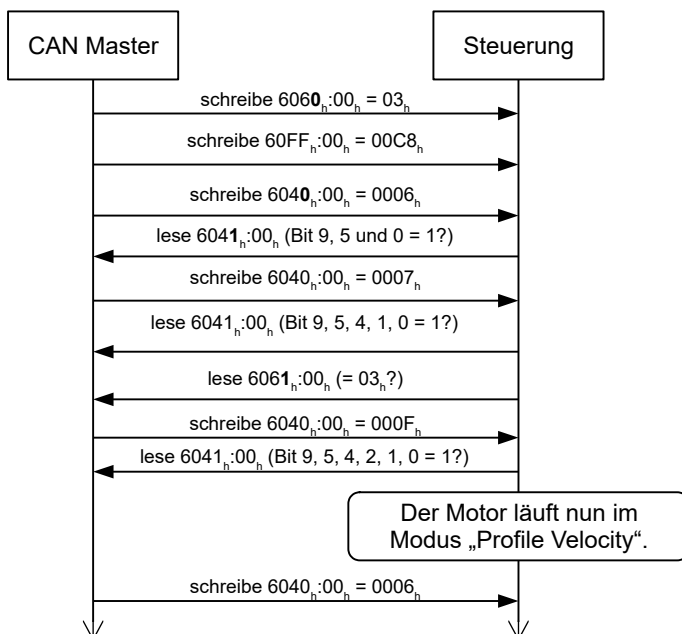 CAN Master
Steuerung
schreibe 6060h:00h = 03h
schreibe 60FFh:00h = 00C8h
schreibe 6040h:00h = 0006h
lese 6041h:00h (Bit 9, 5 und 0 = 1?)
schreibe 6040h:00h = 0007h
lese 6041h:00h (Bit 9, 5, 4, 1, 0 = 1?)
lese 6061h:00h (= 03h?)
schreibe 6040h:00h = 000Fh
lese 6041h:00h (Bit 9, 5, 4, 2, 1, 0 = 1?)
Der Motor läuft nun im
Modus „Profile Velocity“.
schreibe 6040h:00h = 0006h